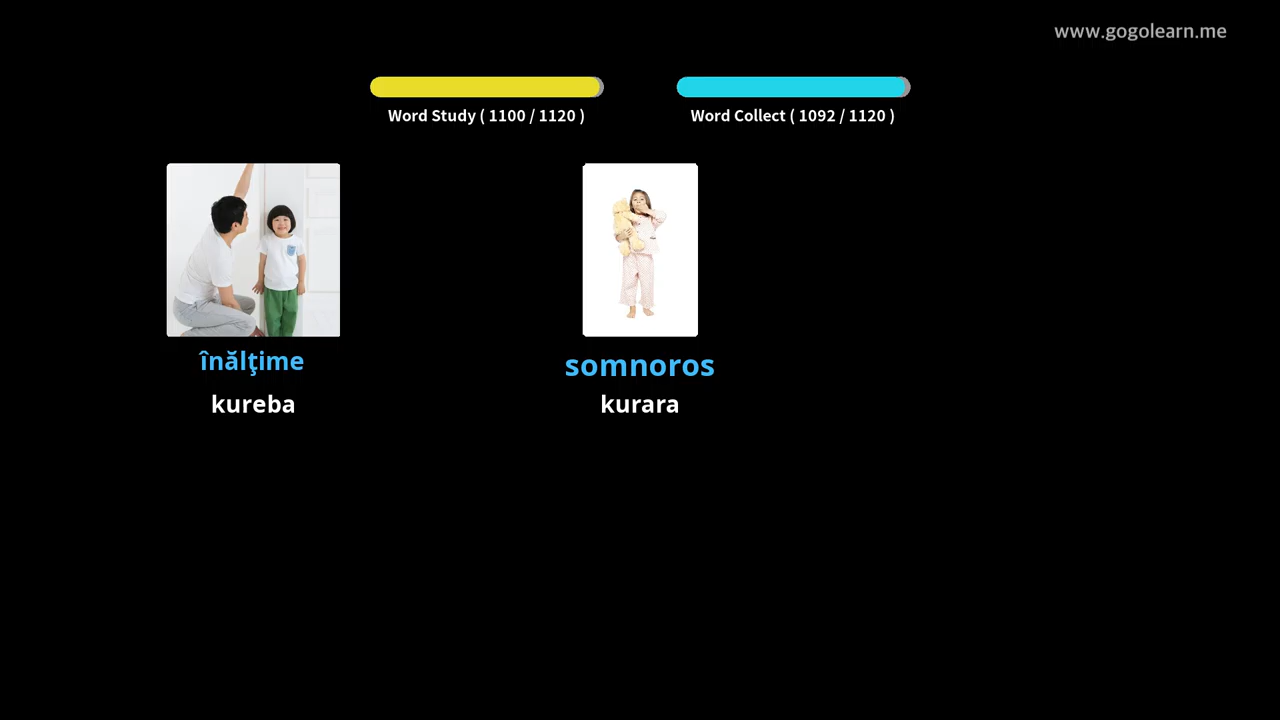 www.gogolearn.me
Word Study ( 1100 / 1120 )
Word Collect ( 1092 / 1120 )
înălţime
kureba
somnoros
kurara